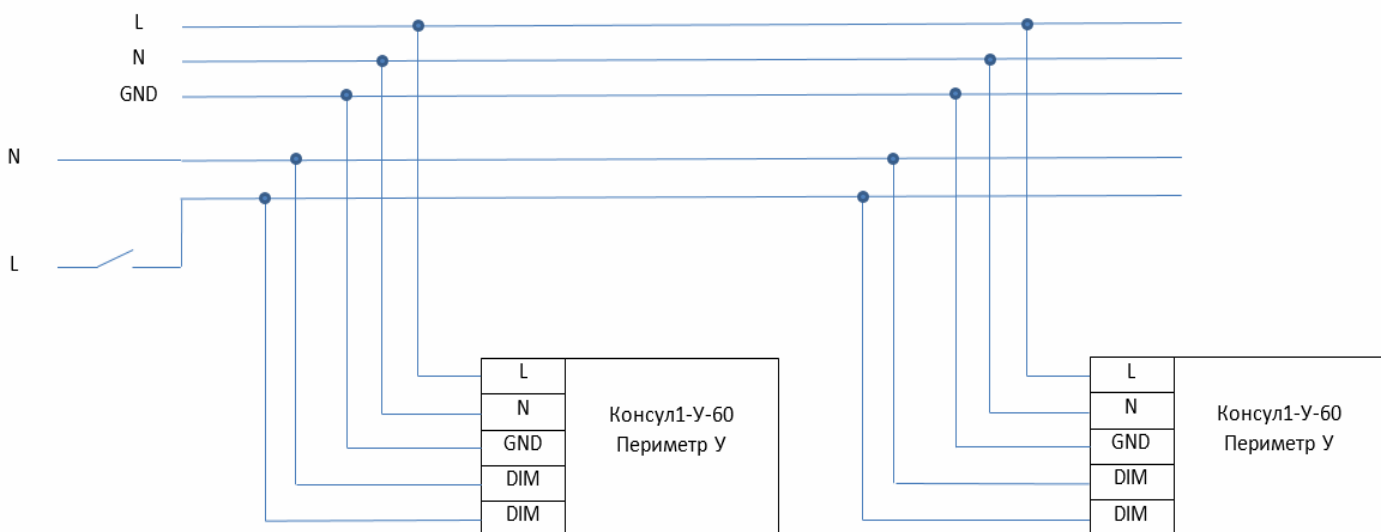 L
N
GND
N
L
L
N
GND
DIM
DIM
Консул1-У-60
Периметр У
L
N
GND
DIM
DIM
Консул1-У-60
Периметр У